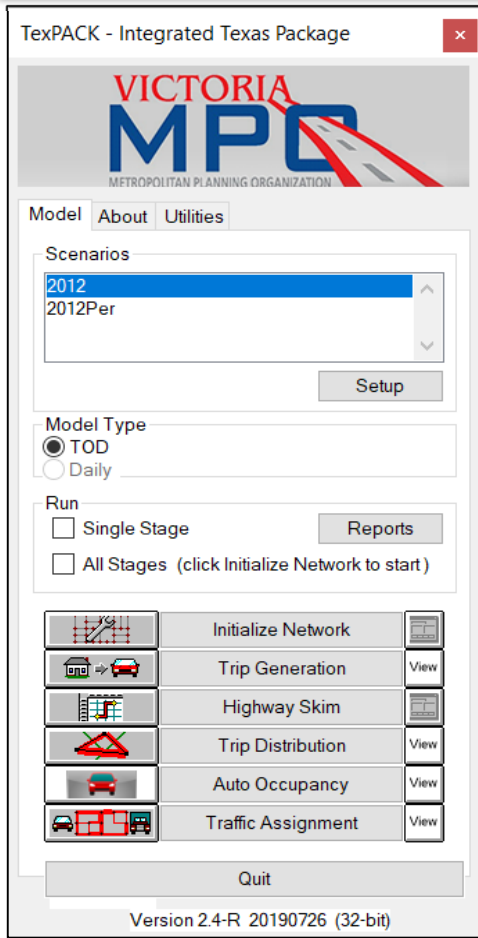 TexPACK - Integrated Texas Package
VICTORIA
MPO
METROPOLITAN PLANNING ORGANIZATION
Model About Utilities
Scenarios
2012
2012Per
Setup
Model Type
TOD
Daily
Run
Single Stage Reports
All Stages (click Initialize Network to start)
Initialize Network
Trip Generation View
Highway Skim
Trip Distribution View
Auto Occupancy View
Traffic Assignment View
Quit
Version 2.4-R 20190726 (32-bit)